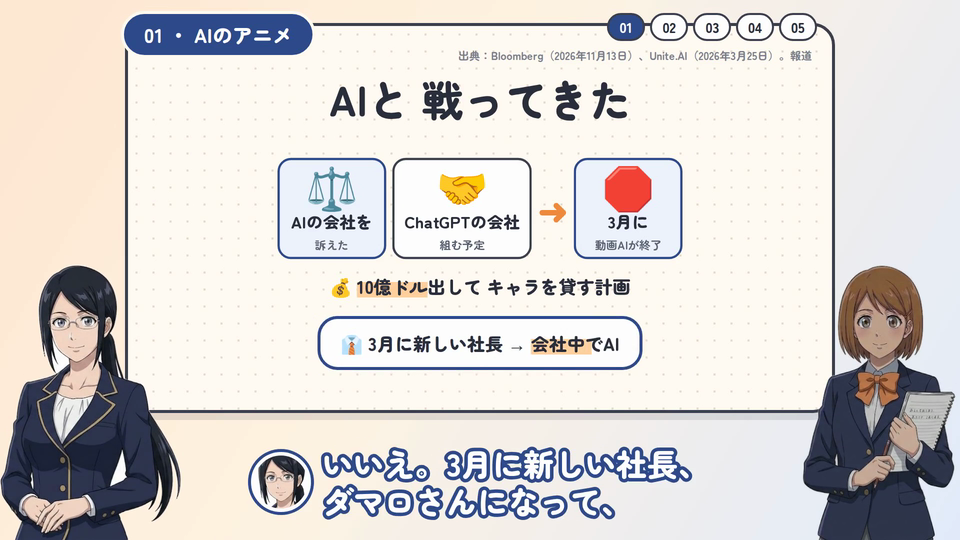 01 ・ AIのアニメ
01 02 03 04 05
出典：Bloomberg（2026年11月13日）、Unite.AI（2026年3月25日）。報道
AIと 戦ってきた
AIの会社を
訴えた
ChatGPTの会社
組む予定
→
3月に
動画AIが終了
10億ドル出して キャラを貸す計画
3月に新しい社長 → 会社中でAI
いいえ。3月に新しい社長、
ダマロさんになって、